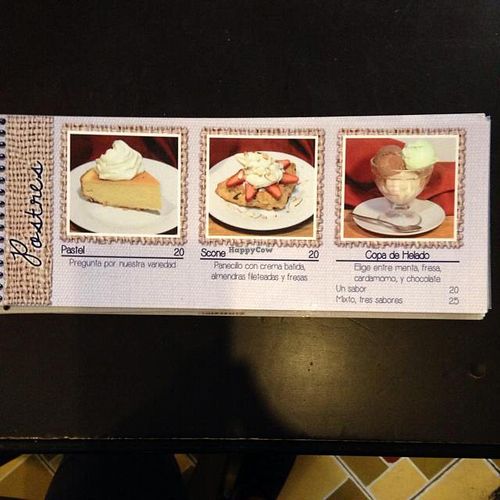 Postres
Pastel 20
Pregunta por nuestra variedad
HappyCow
Scone 20
Panecillo con crema batida,
almendras fileteadas y fresas
Copa de Helado
Elige entre menta, fresa,
cardamomo, y chocolate
Un sabor 20
Mixto, tres sabores 25